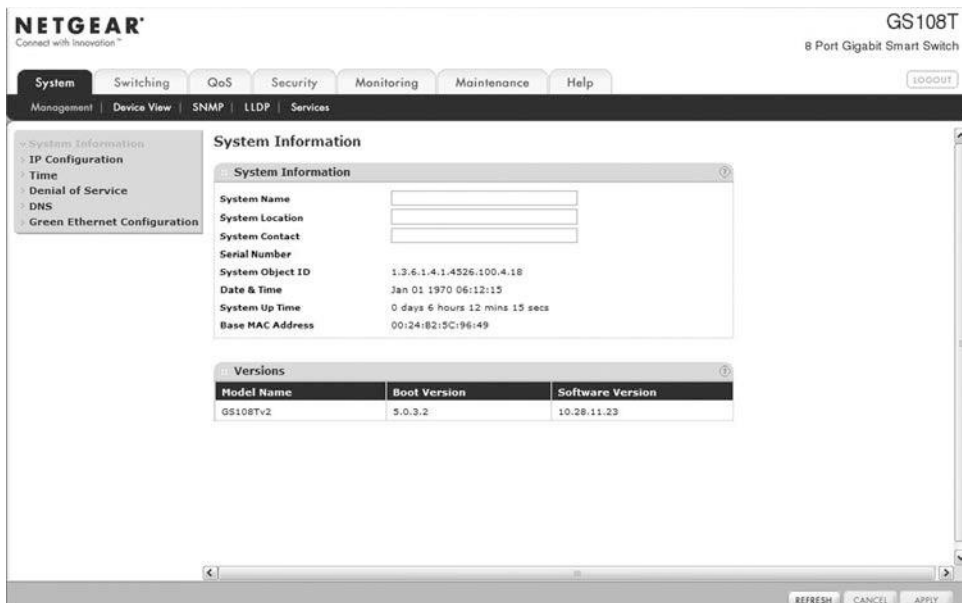 NETGEAR®
Connect with Innovation™
GS108T
8 Port Gigabit Smart Switch
System Switching QoS Security Monitoring Maintenance Help LOGOUT
Management | Device View | SNMP | LLDP | Services
System Information
IP Configuration
Time
Denial of Service
DNS
Green Ethernet Configuration
System Information
System Information
System Name
System Location
System Contact
Serial Number
System Object ID 1.3.6.1.4.1.4526.100.4.18
Date & Time Jan 01 1970 06:12:15
System Up Time 0 days 6 hours 12 mins 15 secs
Base MAC Address 00:24:B2:5C:96:49
Versions
Model Name Boot Version Software Version
GS108Tv2 5.0.3.2 10.28.11.23
REFRESH CANCEL APPLY